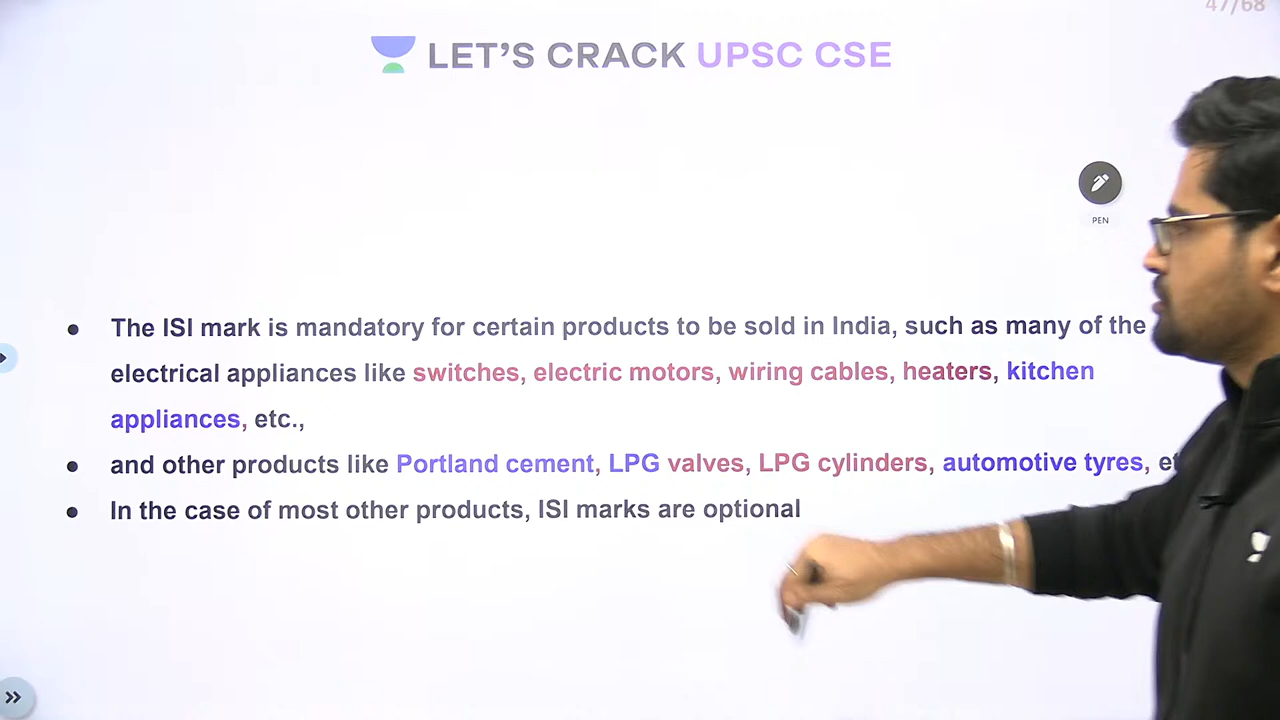 47/68
LET'S CRACK UPSC CSE
PEN
● The ISI mark is mandatory for certain products to be sold in India, such as many of the
electrical appliances like switches, electric motors, wiring cables, heaters, kitchen
appliances, etc.,
● and other products like Portland cement, LPG valves, LPG cylinders, automotive tyres,
● In the case of most other products, ISI marks are optional